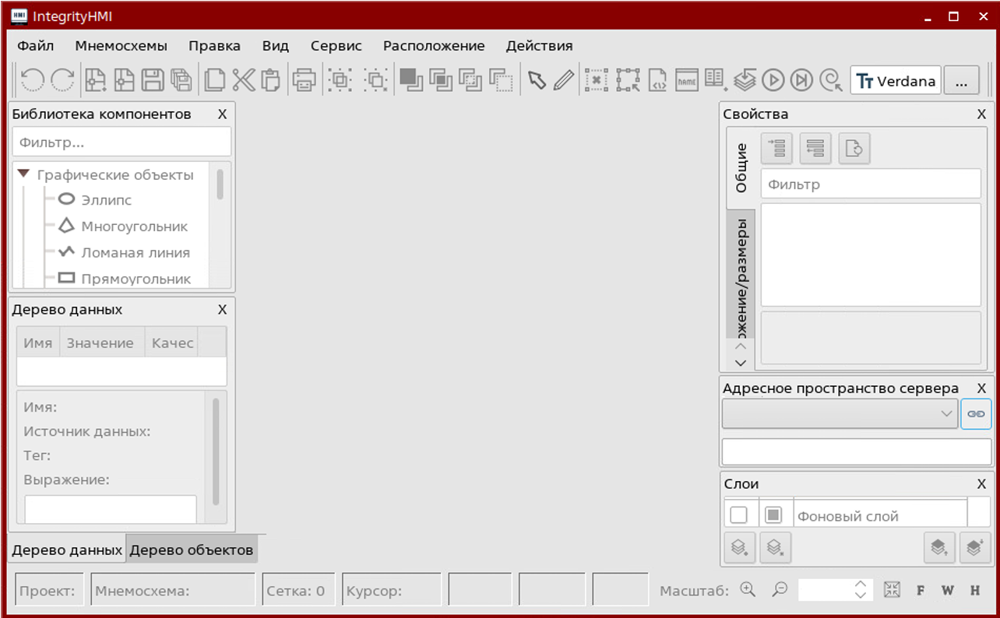 IntegrityHMI
Файл Мнемосхемы Правка Вид Сервис Расположение Действия
NAME Verdana ...
Библиотека компонентов X
Фильтр...
Графические объекты
Эллипс
Многоугольник
Ломаная линия
Прямоугольник
Дерево данных X
Имя Значение Качес
Имя:
Источник данных:
Тег:
Выражение:
Дерево данных Дерево объектов
Свойства X
Общие
Фильтр
жение/размеры
Адресное пространство сервера X
Слои X
Фоновый слой
Проект: Мнемосхема: Сетка: 0 Курсор: Масштаб: F W H